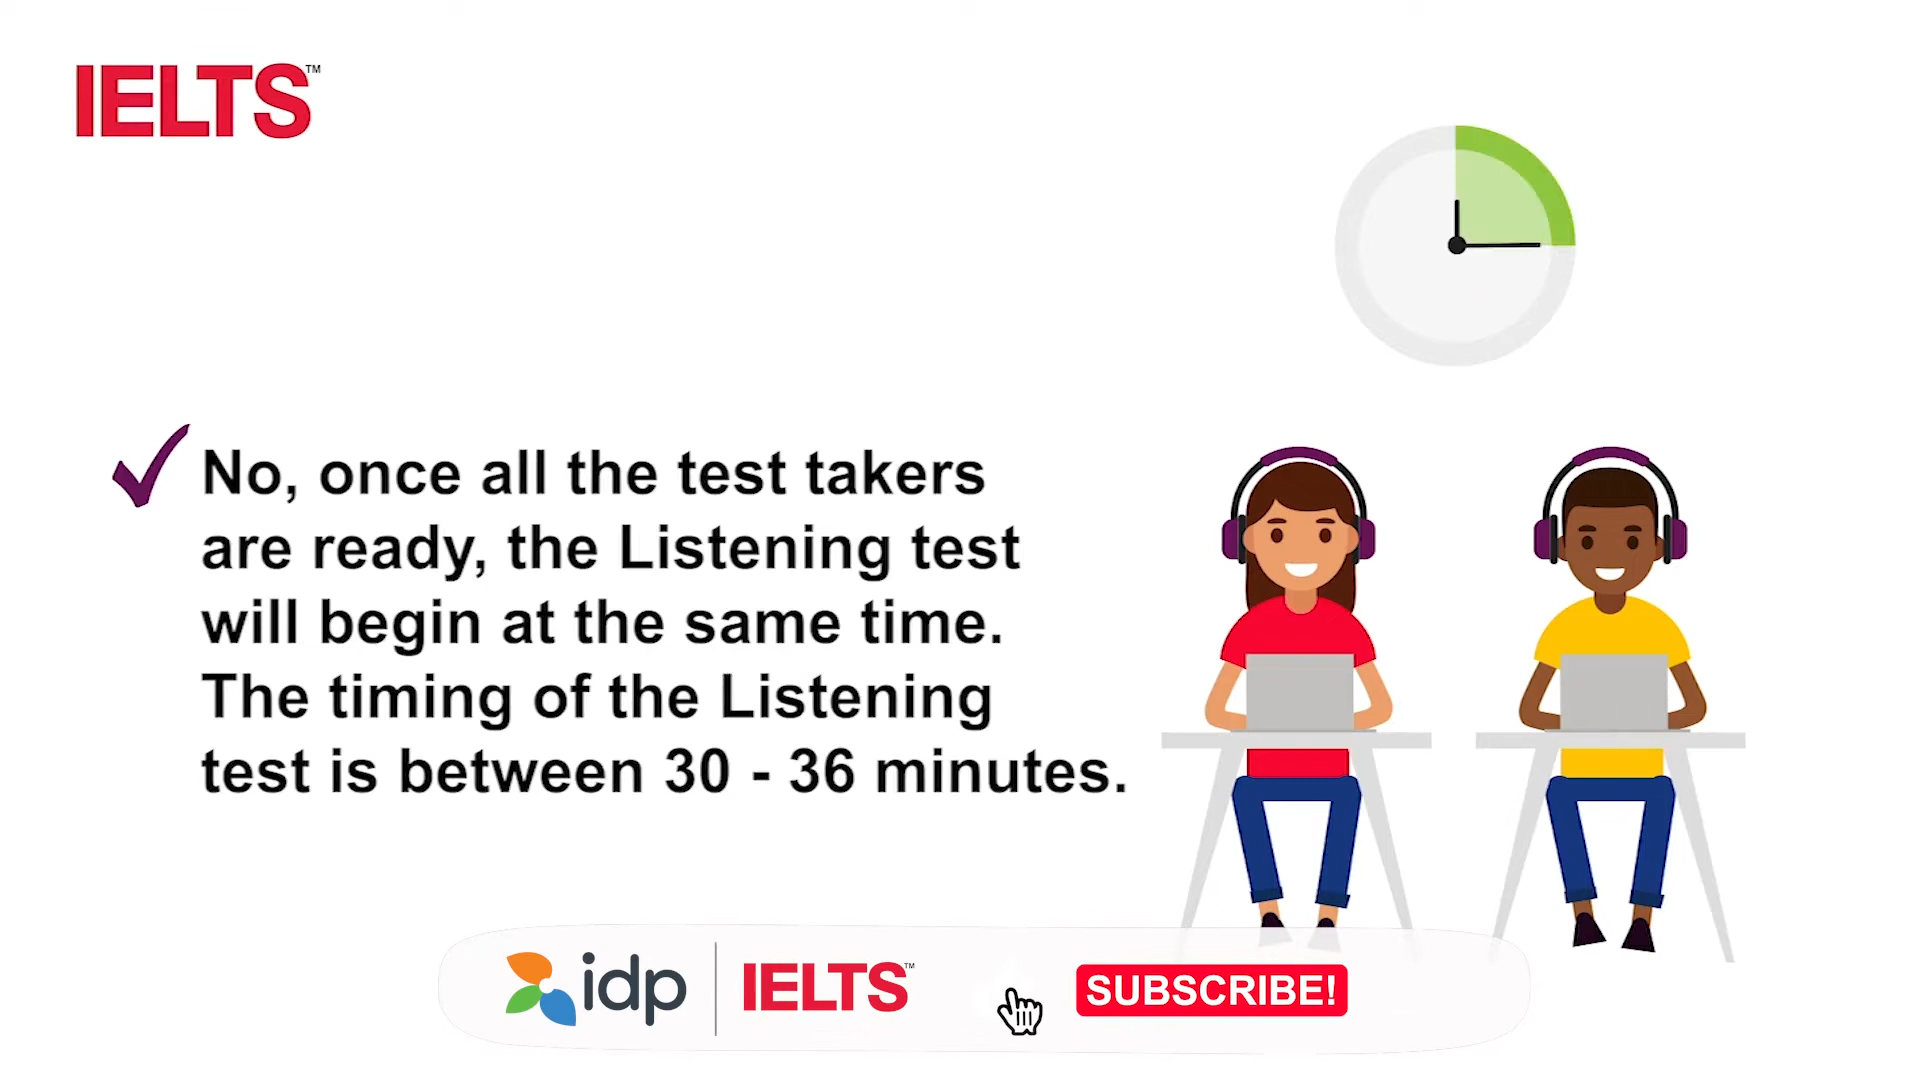 IELTS™
No, once all the test takers
are ready, the Listening test
will begin at the same time.
The timing of the Listening
test is between 30 - 36 minutes.
idp IELTS™ SUBSCRIBE!